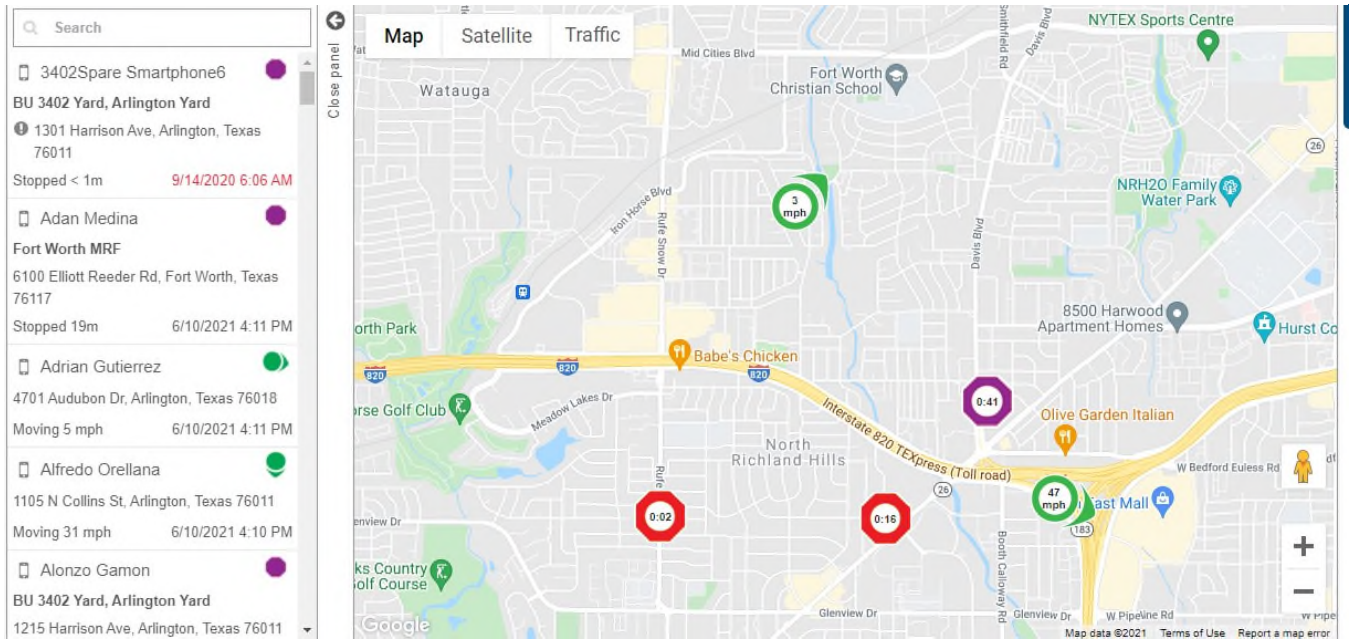 Search
3402Spare Smartphone6
BU 3402 Yard, Arlington Yard
1301 Harrison Ave, Arlington, Texas
76011
Stopped < 1m 9/14/2020 6:06 AM
Adan Medina
Fort Worth MRF
6100 Elliott Reeder Rd, Fort Worth, Texas
76117
Stopped 19m 6/10/2021 4:11 PM
Adrian Gutierrez
4701 Audubon Dr, Arlington, Texas 76018
Moving 5 mph 6/10/2021 4:11 PM
Alfredo Orellana
1105 N Collins St, Arlington, Texas 76011
Moving 31 mph 6/10/2021 4:10 PM
Alonzo Gamon
BU 3402 Yard, Arlington Yard
1215 Harrison Ave, Arlington, Texas 76011
Close panel
Map Satellite Traffic
Mid Cities Blvd
Smithfield Rd
Davis Blvd
NYTEX Sports Centre
Watauga
Fort Worth
Christian School
26
Iron Horse Blvd
Rufe Snow Dr
3
mph
Davis Blvd
NRH2O Family
Water Park
8500 Harwood
Apartment Homes
Hurst Co
orth Park
Babe's Chicken
820
820
820
orse Golf Club
Meadow Lakes Dr
Interstate 820 TEXpress (Toll road)
0:41
Olive Garden Italian
North
Richland Hills
W Bedford Euless Rd
Rufe
26
47
mph
East Mall
183
0:02
0:16
enview Dr
Booth Calloway Rd
ks Country
Golf Course
Glenview Dr
Glenview Dr
W Pipeline Rd
W Pipe
Google
Map data ©2021 Terms of Use Report a map error